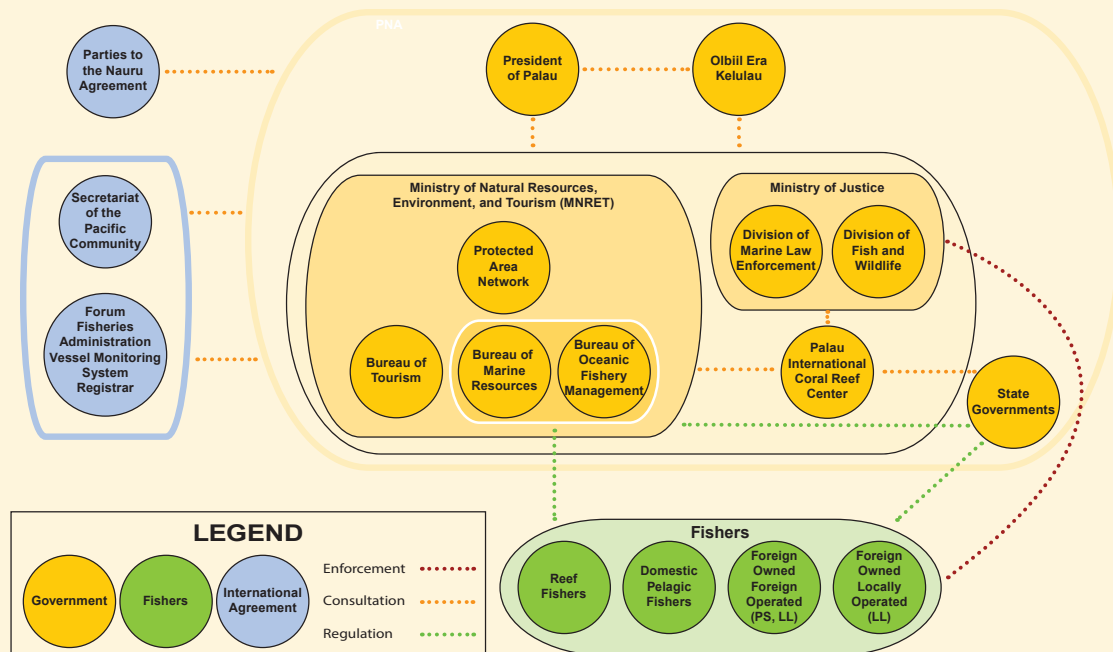 PNA
Parties to
the Nauru
Agreement
President
of Palau
Olbiil Era
Kelulau
Secretariat
of the
Pacific
Community
Forum
Fisheries
Administration
Vessel Monitoring
System
Registrar
Ministry of Natural Resources,
Environment, and Tourism (MNRET)
Protected
Area
Network
Bureau of
Tourism
Bureau of
Marine
Resources
Bureau of
Oceanic
Fishery
Management
Ministry of Justice
Division of
Marine Law
Enforcement
Division of
Fish and
Wildlife
Palau
International
Coral Reef
Center
State
Governments
LEGEND
Government
Fishers
International
Agreement
Enforcement
Consultation
Regulation
Fishers
Reef
Fishers
Domestic
Pelagic
Fishers
Foreign
Owned
Foreign
Operated
(PS, LL)
Foreign
Owned
Locally
Operated
(LL)